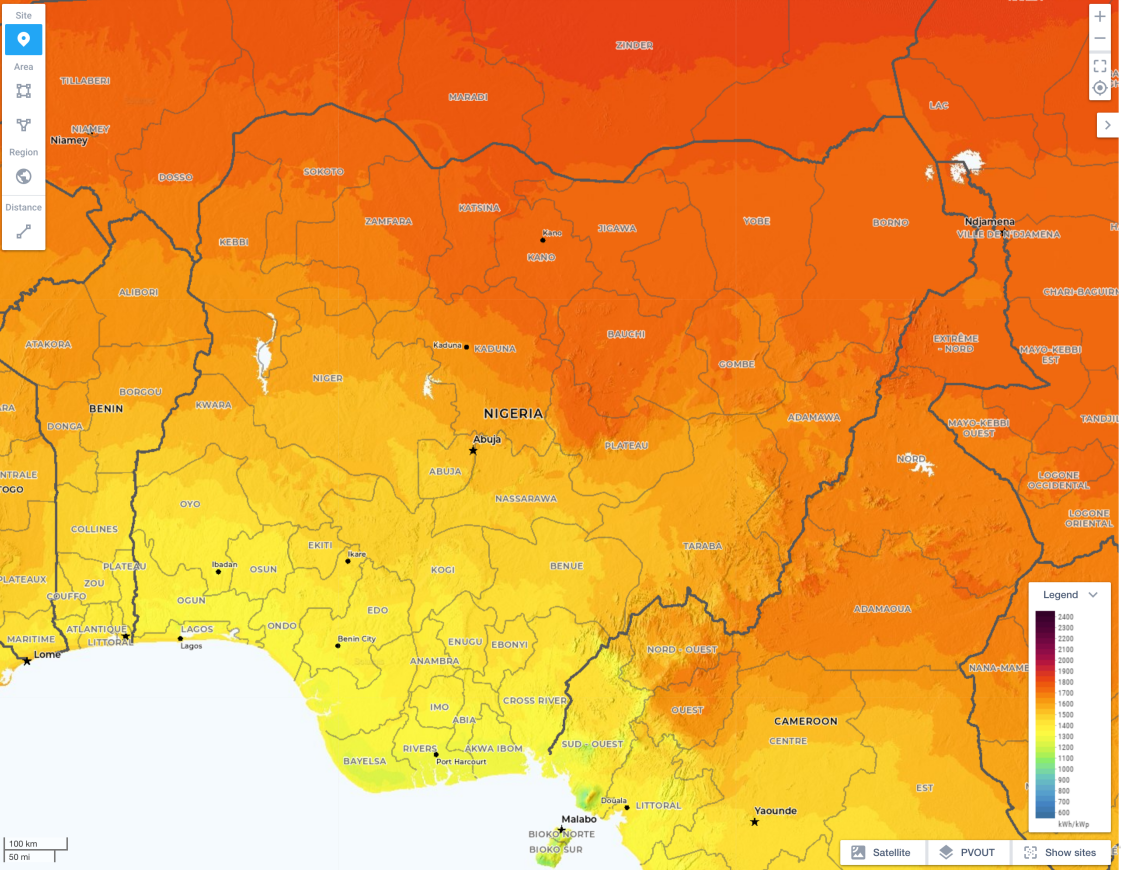 Site
ZINDER
Area
TILLABERI
MARADI
LAC
NIAMEY
Niamey
Region
DOSSO
SOKOTO
Distance
KATSINA
ZAMFARA
JIGAWA
YOBE
BORNO
Ndjamena
VILLE DE N'DJAMENA
Kano
KANO
KEBBI
ALIBORI
CHARI-BAGUIRM
ATAKORA
Kaduna
KADUNA
BAUCHI
EXTRÊME
- NORD
MAYO-KEBBI
EST
GOMBE
NIGER
BORGOU
KWARA
BENIN
DONGA
NIGERIA
ADAMAWA
MAYO-KEBBI
OUEST
TANDJIL
Abuja
PLATEAU
ABUJA
NORD
NTRALE
TOGO
LOGONE
OCCIDENTAL
NASSARAWA
OYO
LOGONE
ORIENTAL
COLLINES
EKITI
Ikare
TARABA
PLATEAU
Ibadan
OSUN
KOGI
BENUE
PLATEAUX
ZOU
COUFFO
OGUN
EDO
ADAMAOUA
ATLANTIQUE
LITTORAL
MARITIME
Lome
LAGOS
Lagos
ONDO
Benin City
ENUGU
EBONYI
ANAMBRA
NORD - OUEST
NANA-MAMB
CROSS RIVER
IMO
ABIA
OUEST
CAMEROON
CENTRE
RIVERS
AKWA IBOM
SUD - OUEST
BAYELSA
Port Harcourt
EST
Douala
LITTORAL
Yaounde
Malabo
BIOKO NORTE
BIOKO SUR
Legend
2400
2300
2200
2100
2000
1900
1800
1700
1600
1500
1400
1300
1200
1100
1000
900
800
700
600
kWh/kWp
100 km
50 mi
Satellite
PVOUT
Show sites